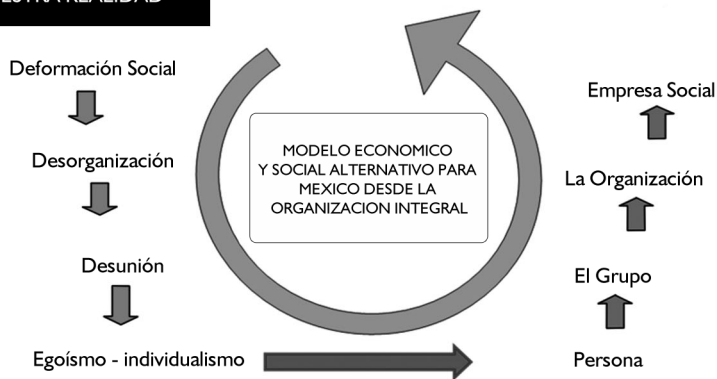 REALIDAD
Deformación Social
Desorganización
Desunión
Egoísmo - individualismo
MODELO ECONOMICO
Y SOCIAL ALTERNATIVO PARA
MEXICO DESDE LA
ORGANIZACION INTEGRAL
Empresa Social
La Organización
El Grupo
Persona